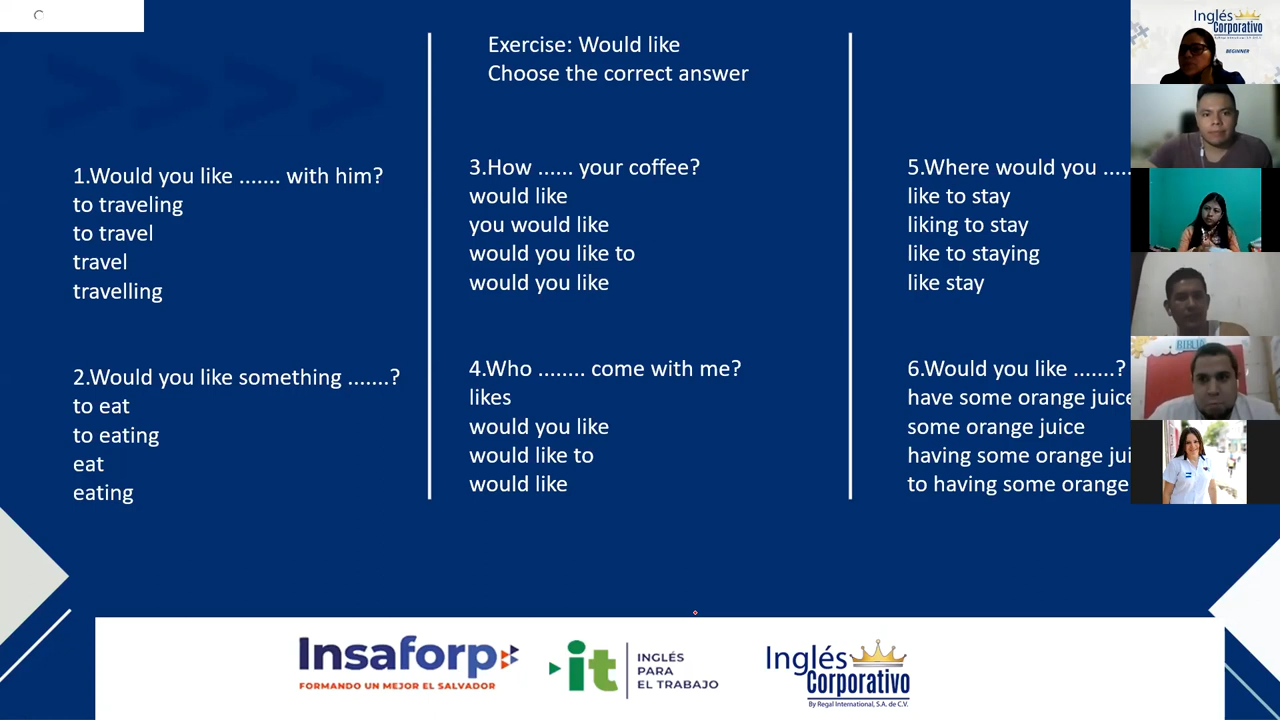 Exercise: Would like
Choose the correct answer
1.Would you like ....... with him?
to traveling
to travel
travel
travelling
2.Would you like something .......?
to eat
to eating
eat
eating
3.How ...... your coffee?
would like
you would like
would you like to
would you like
4.Who ........ come with me?
likes
would you like
would like to
would like
5.Where would you .....
like to stay
liking to stay
like to staying
like stay
6.Would you like .......?
have some orange juice
some orange juice
having some orange jui
to having some orange
Inglés
Corporativo
BEGINNER
BIBLIA
Insaforp
FORMANDO UN MEJOR EL SALVADOR
it
INGLÉS
PARA
EL TRABAJO
Inglés
Corporativo
By Regal International, S.A. de C.V.